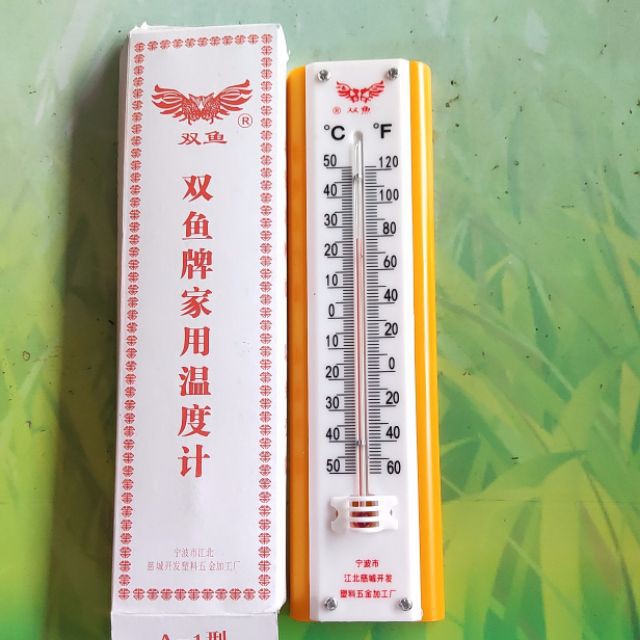 双鱼
®
双鱼牌家用温度计
宁波市江北
慈城开发塑料五金加工厂
A-1型
® 双鱼
°C °F
50 120
40 100
30 80
20 60
10 40
0 20
10 0
20 20
30 40
40 60
50
宁波市
江北慈城开发
塑料五金加工厂